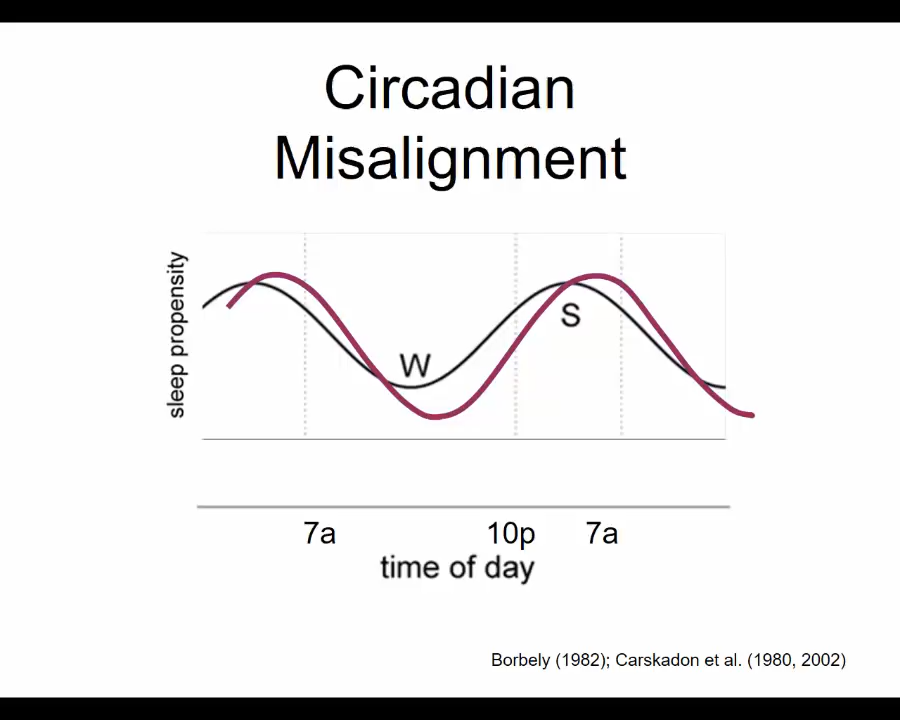 Circadian
Misalignment
sleep propensity
W
S
7a 10p 7a
time of day
Borbely (1982); Carskadon et al. (1980, 2002)